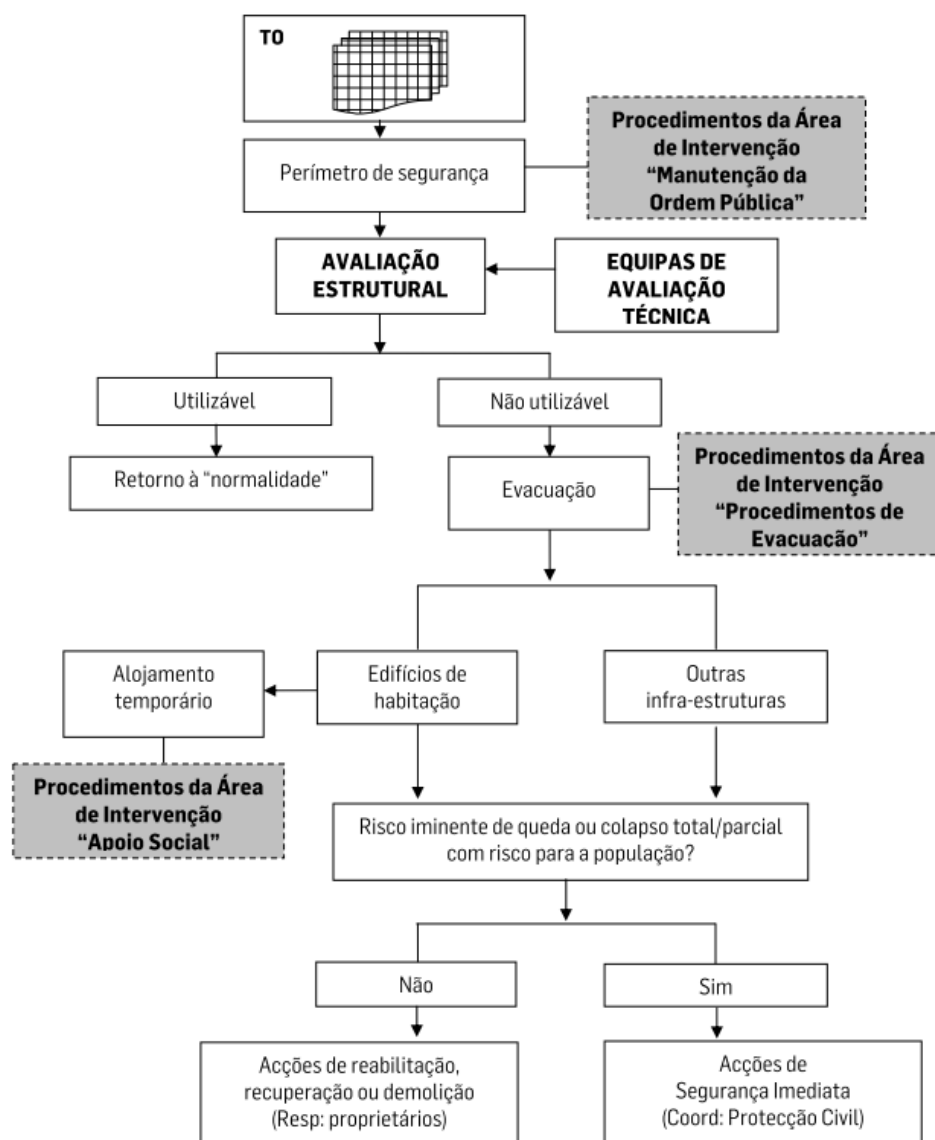 TO
Procedimentos da Área
de Intervenção
“Manutenção da
Ordem Pública”
Perímetro de segurança
AVALIAÇÃO
ESTRUTURAL
EQUIPAS DE
AVALIAÇÃO
TÉCNICA
Utilizável
Não utilizável
Retorno à “normalidade”
Evacuação
Procedimentos da Área
de Intervenção
“Procedimentos de
Evacuação”
Alojamento
temporário
Edifícios de
habitação
Outras
infra-estruturas
Procedimentos da Área
de Intervenção
“Apoio Social”
Risco iminente de queda ou colapso total/parcial
com risco para a população?
Não
Sim
Acções de reabilitação,
recuperação ou demolição
(Resp: proprietários)
Acções de
Segurança Imediata
(Coord: Protecção Civil)